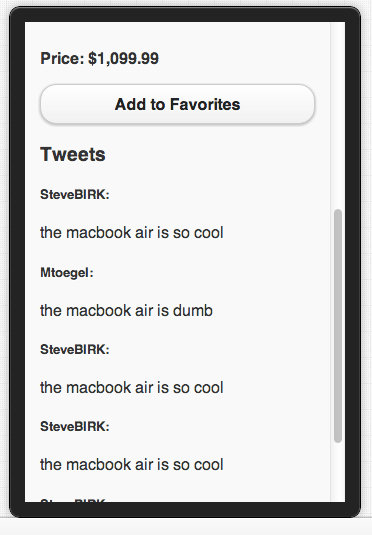 Price: $1,099.99
Add to Favorites
Tweets
SteveBIRK:
the macbook air is so cool
Mtoegel:
the macbook air is dumb
SteveBIRK:
the macbook air is so cool
SteveBIRK:
the macbook air is so cool
SteveBIRK: